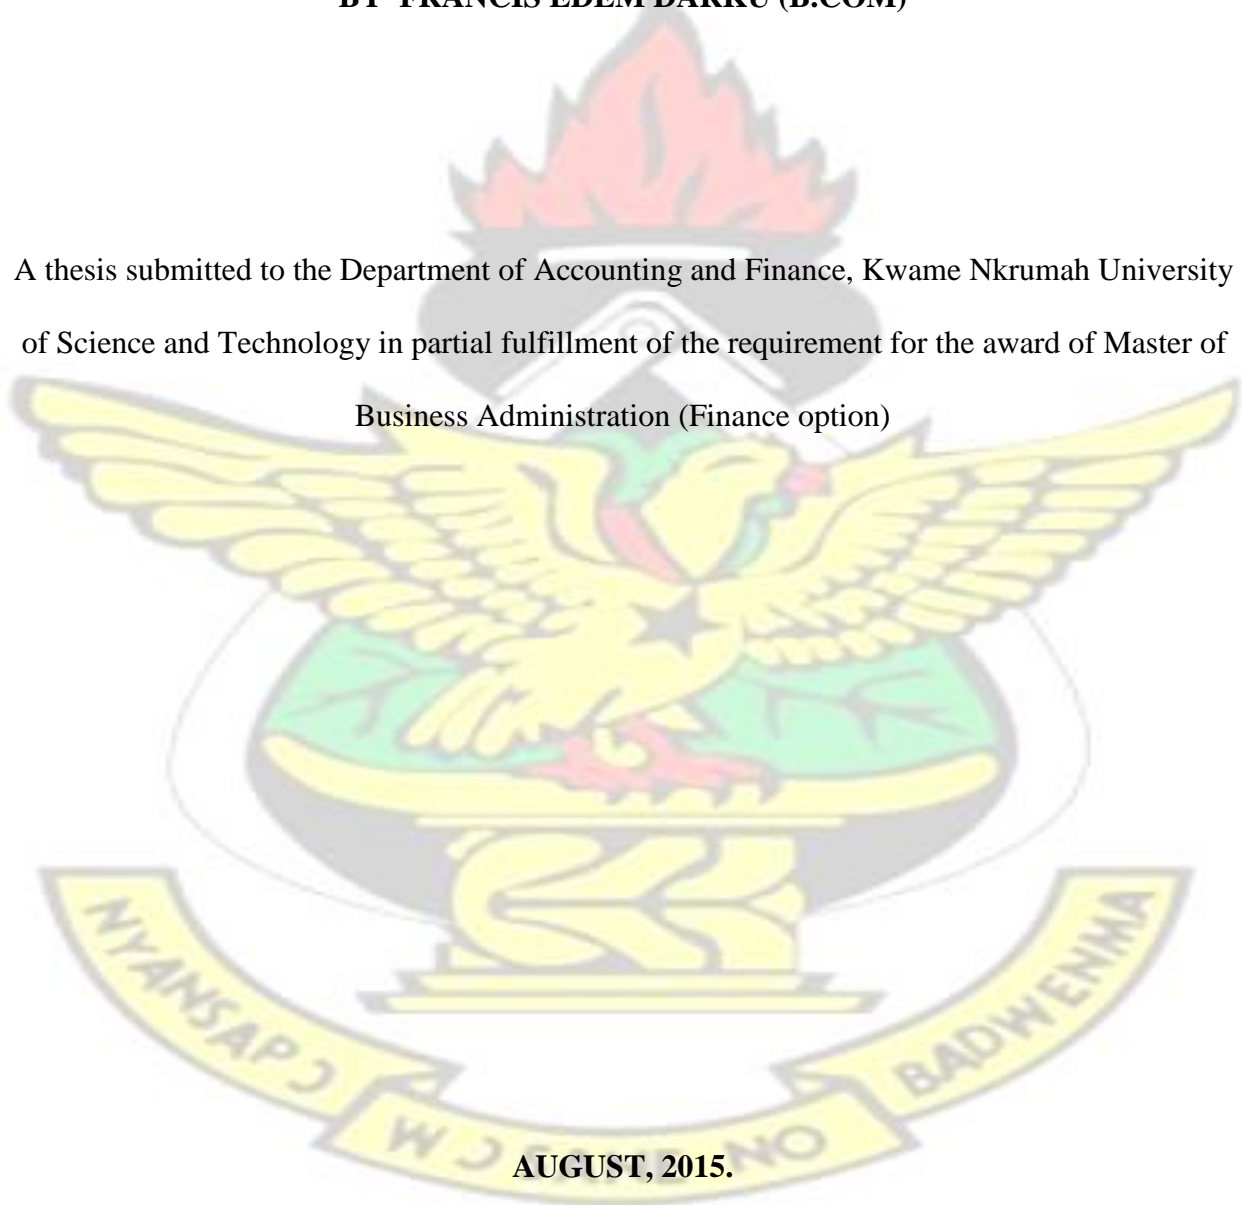 BY FRANCIS EDEM DARKU (B.COM)
A thesis submitted to the Department of Accounting and Finance, Kwame Nkrumah University
of Science and Technology in partial fulfillment of the requirement for the award of Master of
Business Administration (Finance option)
NYANSAPƆ
WƆ
BADWENMA
AUGUST, 2015.